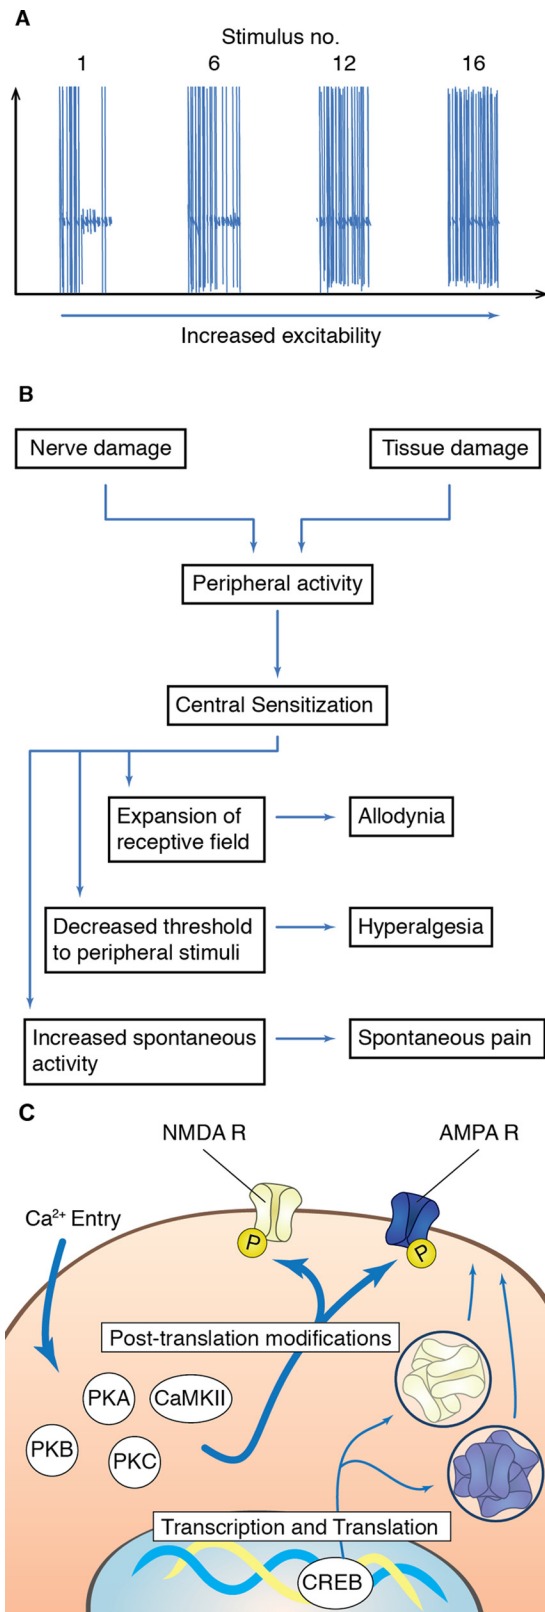 A
Stimulus no.
1 6 12 16
Increased excitability
B
Nerve damage
Tissue damage
Peripheral activity
Central Sensitization
Expansion of
receptive field
Allodynia
Decreased threshold
to peripheral stimuli
Hyperalgesia
Increased spontaneous
activity
Spontaneous pain
C
NMDA R
AMPA R
Ca²⁺ Entry
P
P
Post-translation modifications
PKA
CaMKII
PKB
PKC
Transcription and Translation
CREB